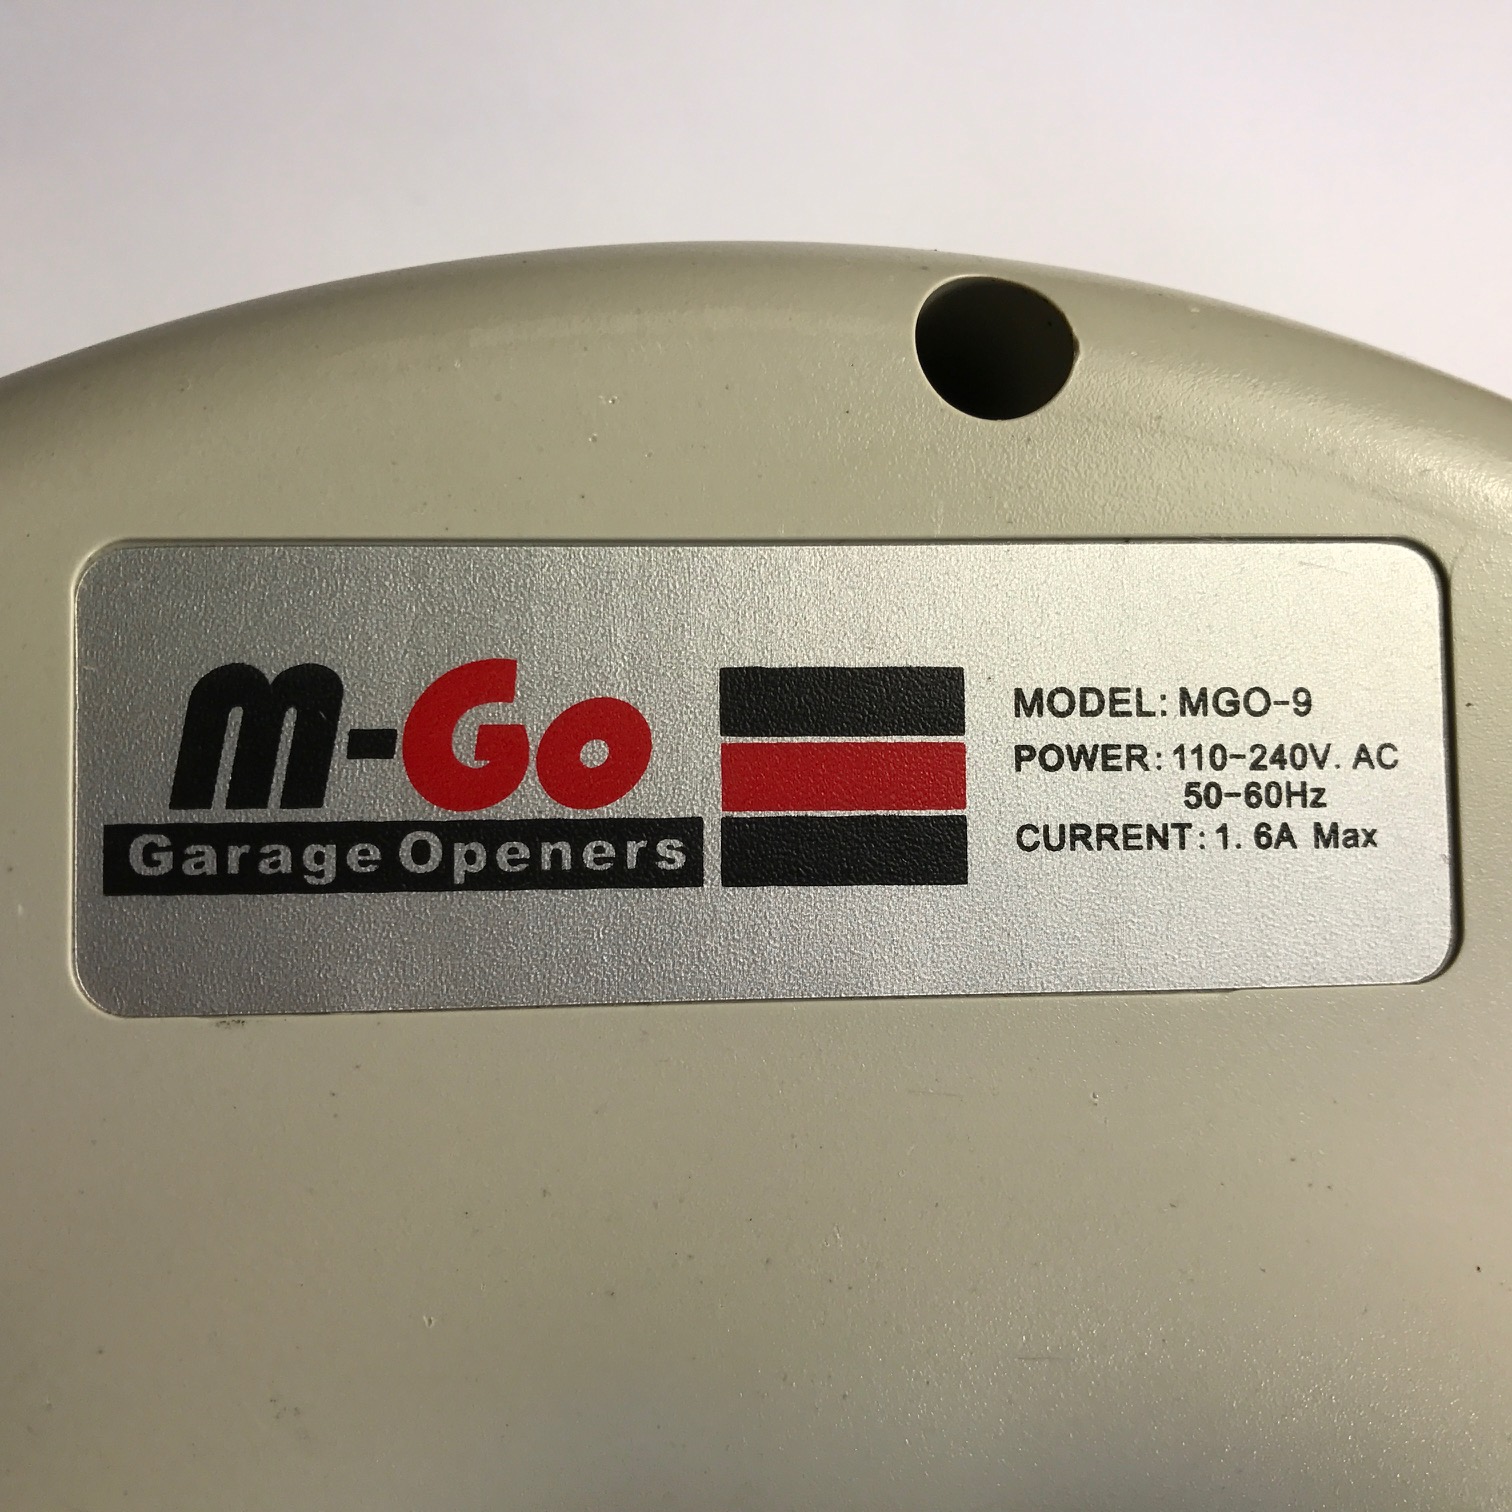 m-Go
Garage Openers
MODEL: MGO-9
POWER: 110-240V. AC
50-60Hz
CURRENT: 1. 6A Max